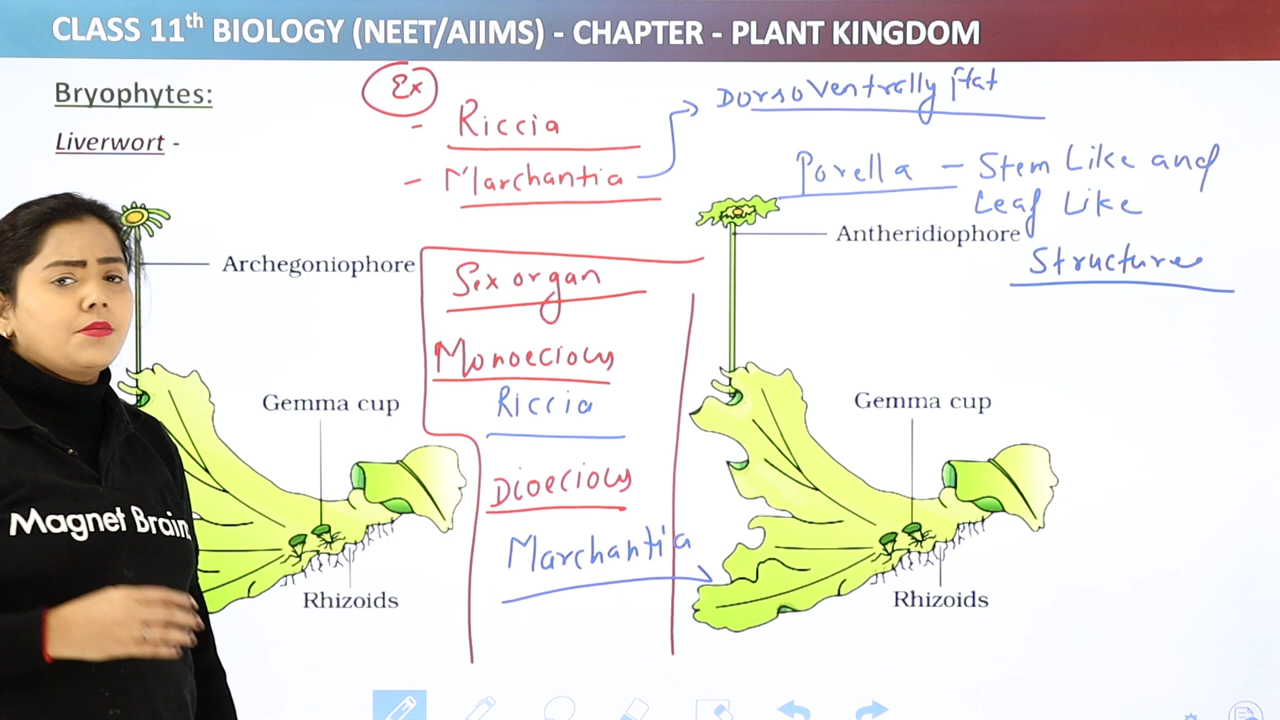 CLASS 11th BIOLOGY (NEET/AIIMS) - CHAPTER - PLANT KINGDOM
Bryophytes:
Liverwort -
Ex
- Riccia
- Marchantia
Dorsoventrally flat
Porella - Stem Like and
Leaf Like
Structure
Archegoniophore
Antheridiophore
Sex organ
Monoecious
Riccia
Dioecious
Marchantia
Gemma cup
Rhizoids
Gemma cup
Rhizoids
Magnet Brain